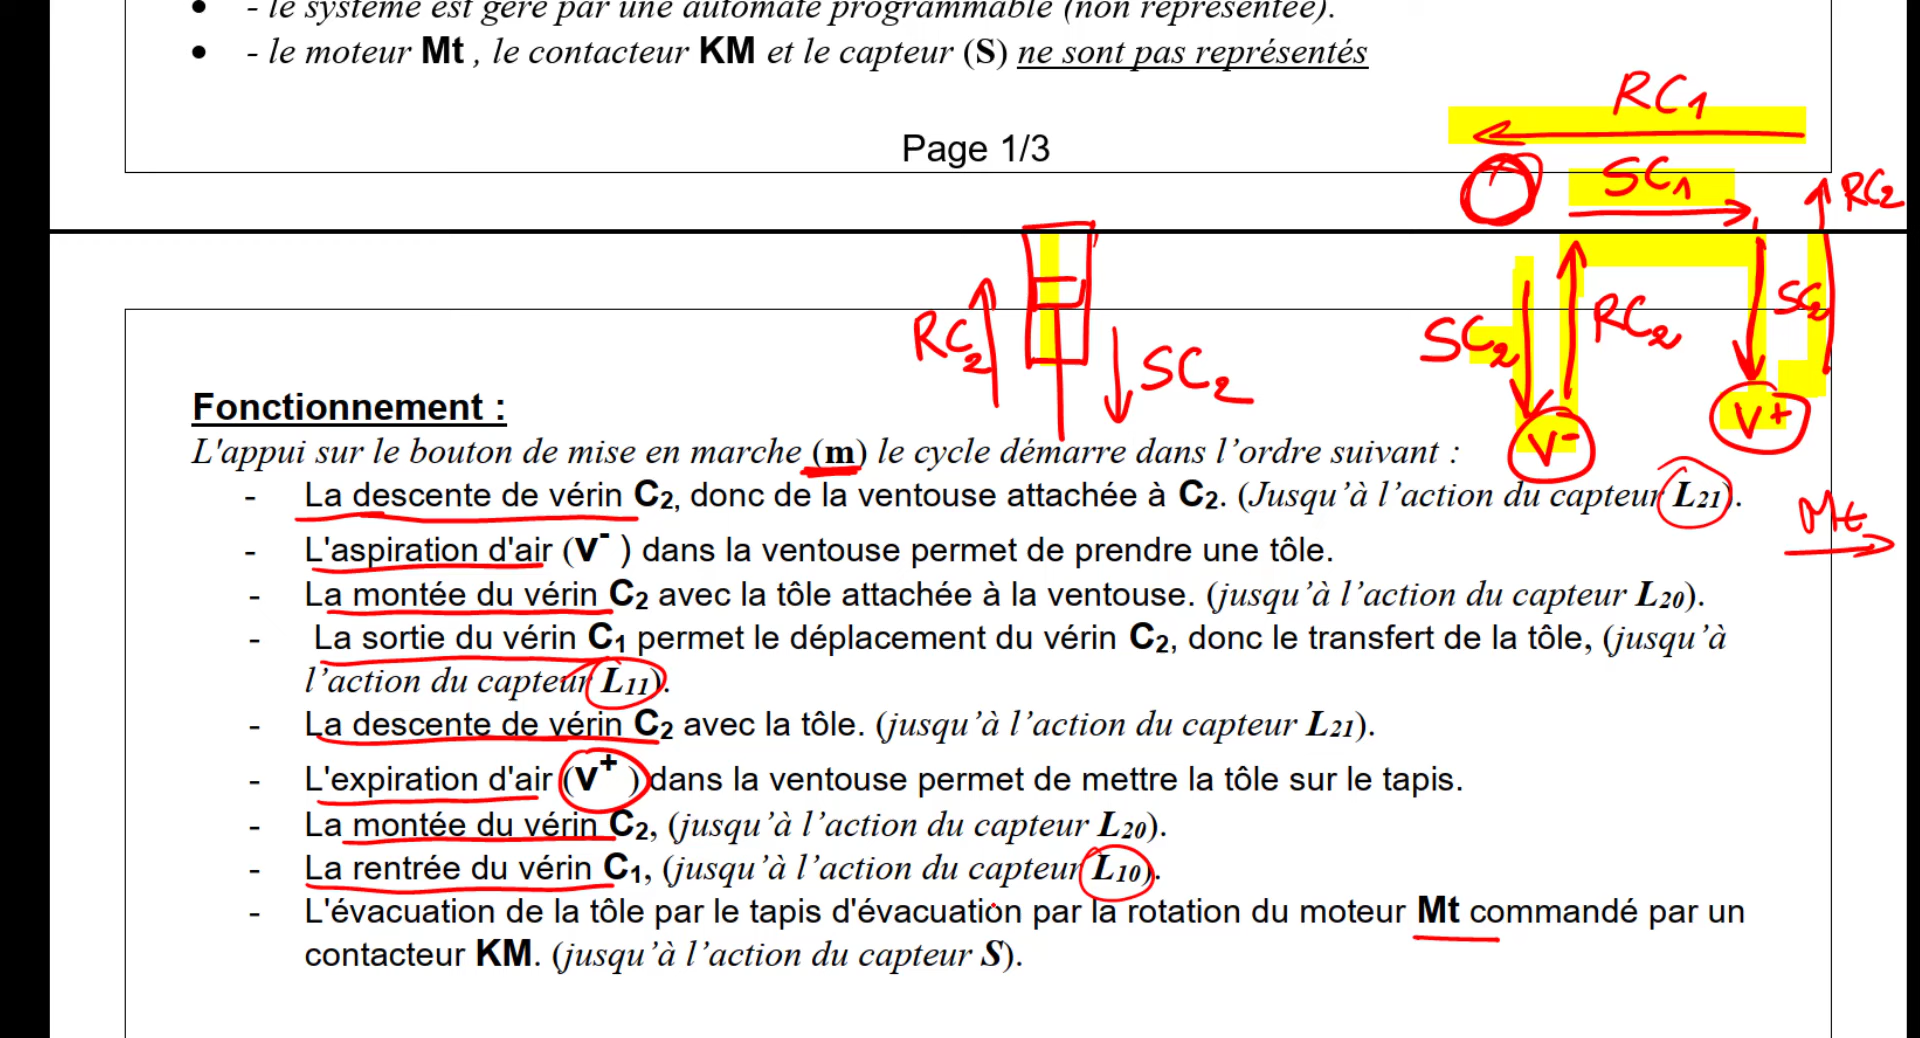 - le système est géré par une automate programmable (non représentée).
- le moteur Mt , le contacteur KM et le capteur (S) ne sont pas représentés
RC1
Page 1/3
SC1
RC2
SC2
RC2
SC2
RC2
SC2
V-
V+
Fonctionnement :
L'appui sur le bouton de mise en marche (m) le cycle démarre dans l'ordre suivant :
- La descente de vérin C2, donc de la ventouse attachée à C2. (Jusqu'à l'action du capteur L21).
Mt
- L'aspiration d'air (V- ) dans la ventouse permet de prendre une tôle.
- La montée du vérin C2 avec la tôle attachée à la ventouse. (jusqu'à l'action du capteur L20).
- La sortie du vérin C1 permet le déplacement du vérin C2, donc le transfert de la tôle, (jusqu'à
l'action du capteur L11).
- La descente de vérin C2 avec la tôle. (jusqu'à l'action du capteur L21).
- L'expiration d'air (V+ ) dans la ventouse permet de mettre la tôle sur le tapis.
- La montée du vérin C2, (jusqu'à l'action du capteur L20).
- La rentrée du vérin C1, (jusqu'à l'action du capteur L10).
- L'évacuation de la tôle par le tapis d'évacuation par la rotation du moteur Mt commandé par un
contacteur KM. (jusqu'à l'action du capteur S).